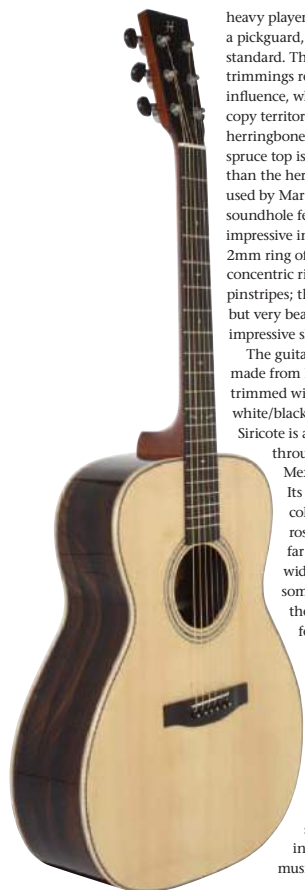 heavy player
a pickguard,
standard. Th
trimmings re
influence, wh
copy territor
herringbone
spruce top is
than the her
used by Mar
soundhole fe
impressive in
2mm ring of
concentric ri
pinstripes; th
but very bea
impressive s
The guita
made from
trimmed wi
white/black
Siricote is a
throu
Mex
Its
col
ros
far
wid
som
the
fe
in
mus